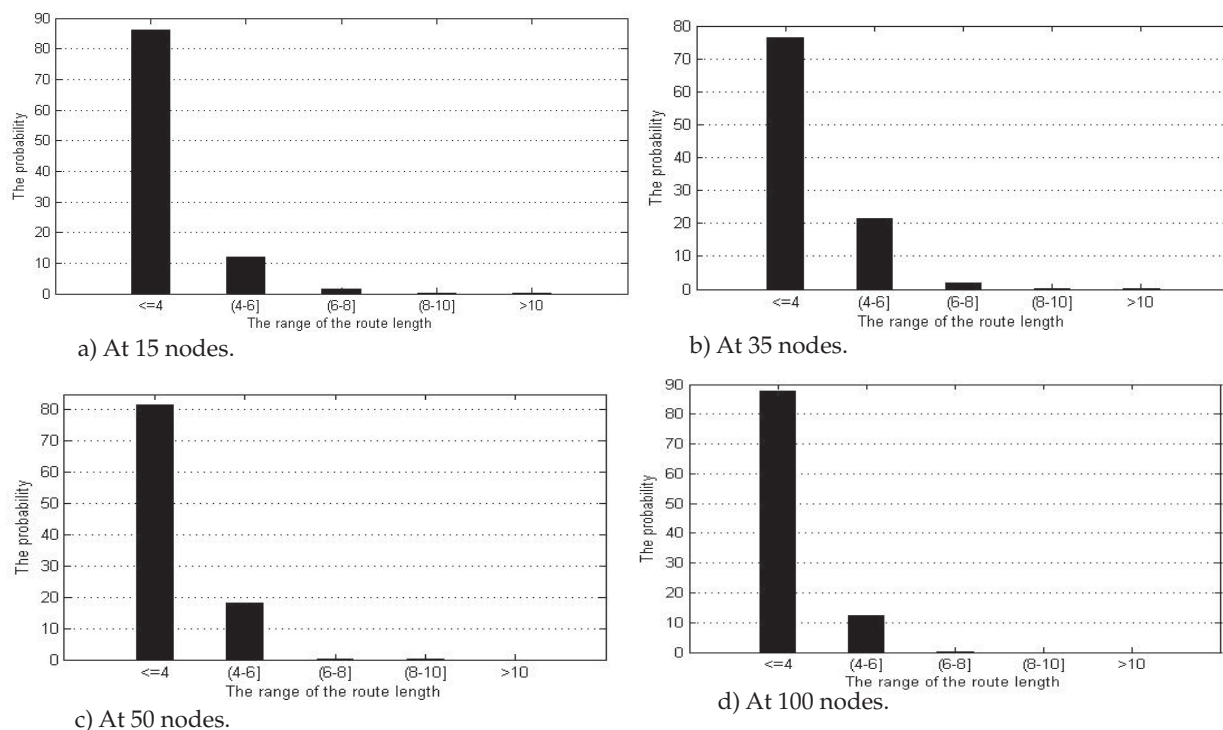 90
80
70
60
50
40
30
20
10
0
The probability
<=4 (4-6] (6-8] (8-10] >10
The range of the route length
a) At 15 nodes.
80
70
60
50
40
30
20
10
0
The probability
<=4 (4-6] (6-8] (8-10] >10
The range of the route length
b) At 35 nodes.
80
70
60
50
40
30
20
10
0
The probability
<=4 (4-6] (6-8] (8-10] >10
The range of the route length
c) At 50 nodes.
90
80
70
60
50
40
30
20
10
0
The probability
<=4 (4-6] (6-8] (8-10] >10
The range of the route length
d) At 100 nodes.